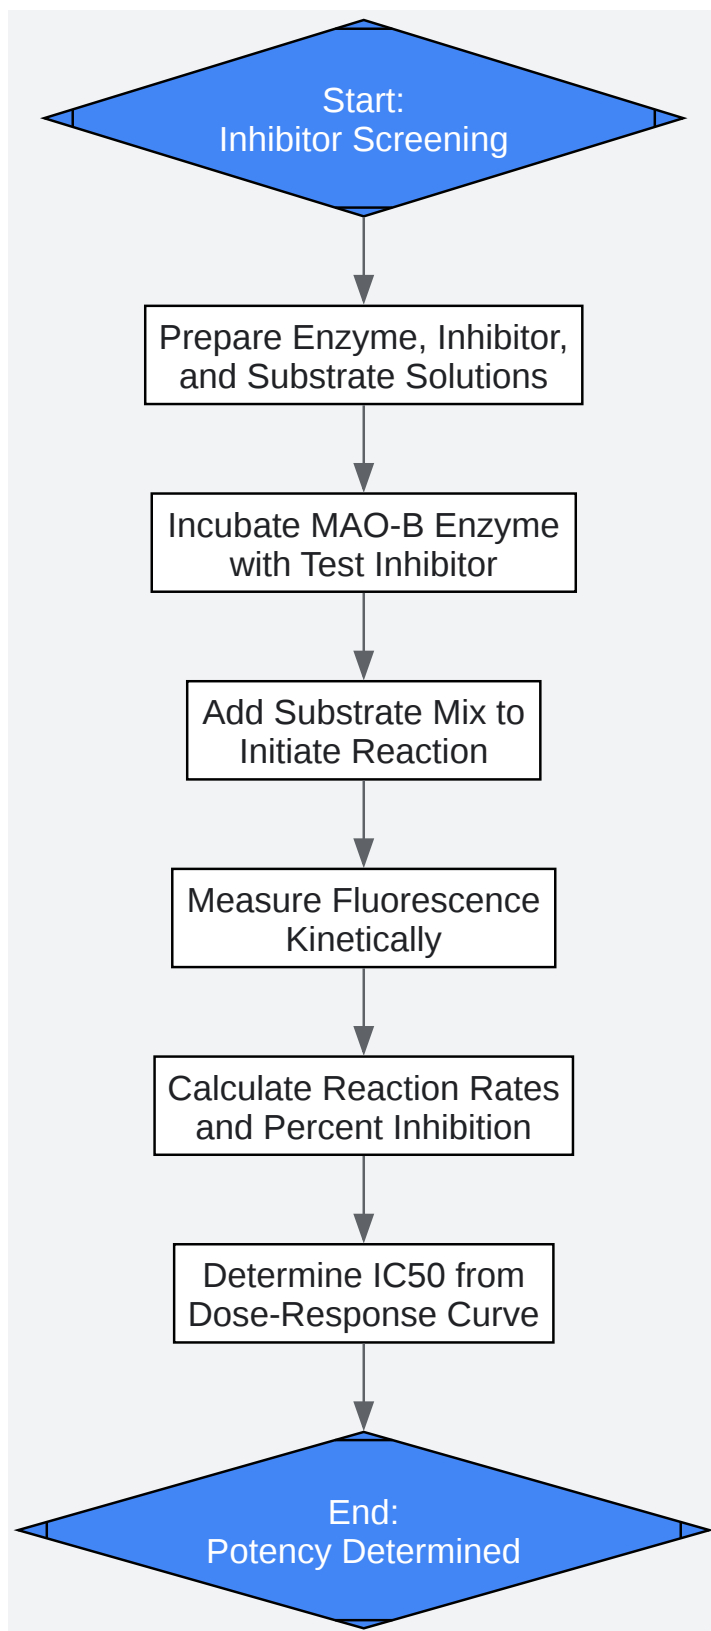 Start:
Inhibitor Screening
Prepare Enzyme, Inhibitor,
and Substrate Solutions
Incubate MAO-B Enzyme
with Test Inhibitor
Add Substrate Mix to
Initiate Reaction
Measure Fluorescence
Kinetically
Calculate Reaction Rates
and Percent Inhibition
Determine IC50 from
Dose-Response Curve
End:
Potency Determined